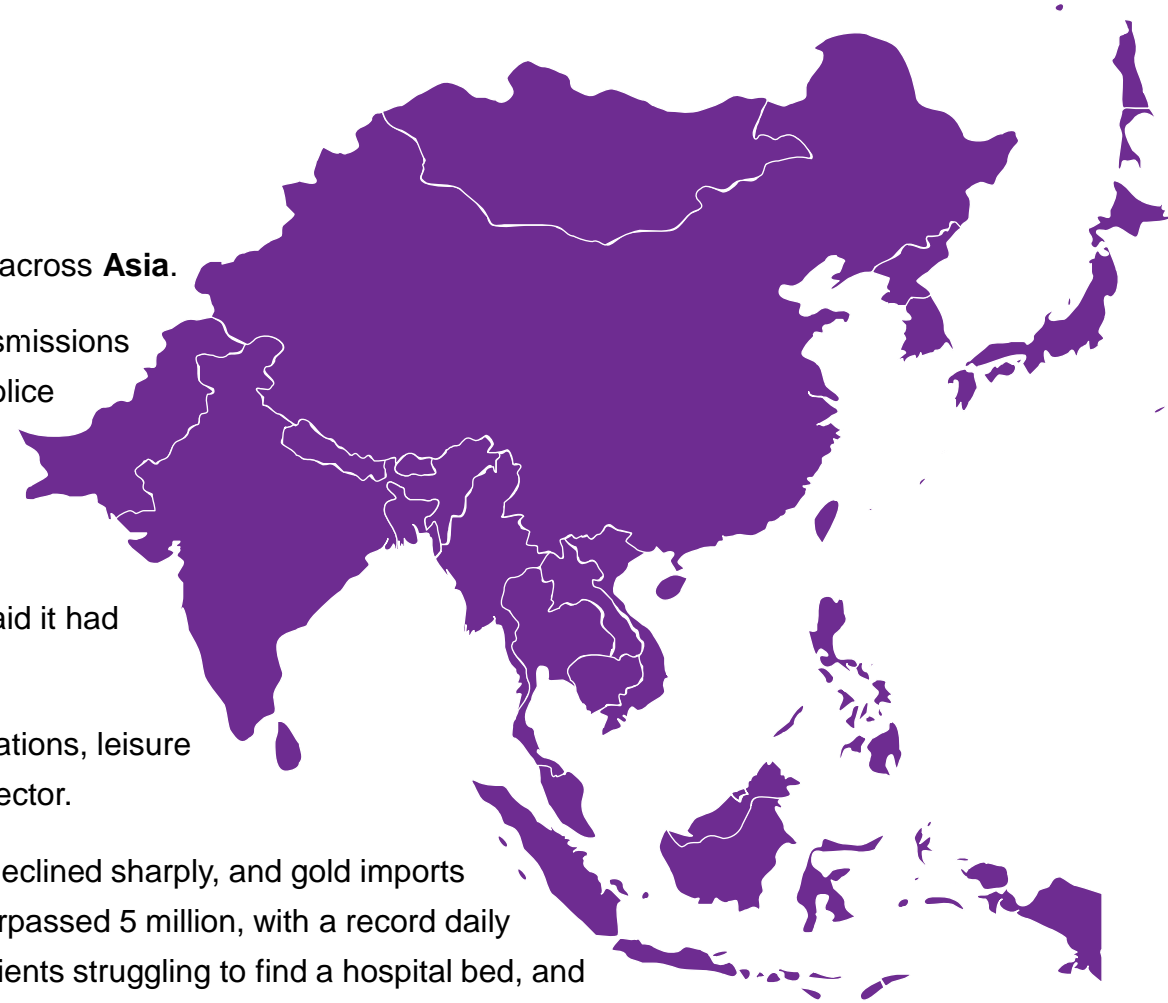 across Asia.
smissions
olice
aid it had
ations, leisure
ector.
eclined sharply, and gold imports
rpassed 5 million, with a record daily
ients struggling to find a hospital bed, and